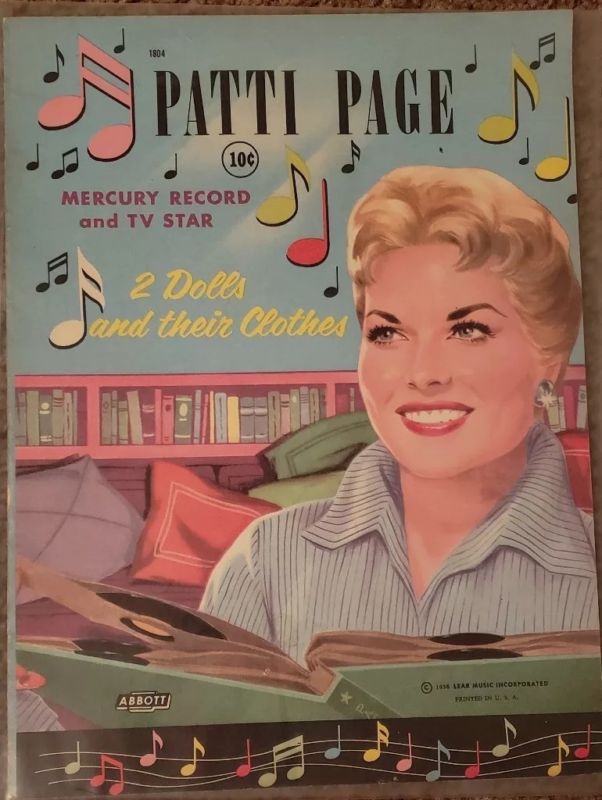 1804
PATTI PAGE
10¢
MERCURY RECORD
and TV STAR
2 Dolls
and their Clothes
© 1958 LEAR MUSIC INCORPORATED
PRINTED IN U. S. A.
ABBOTT